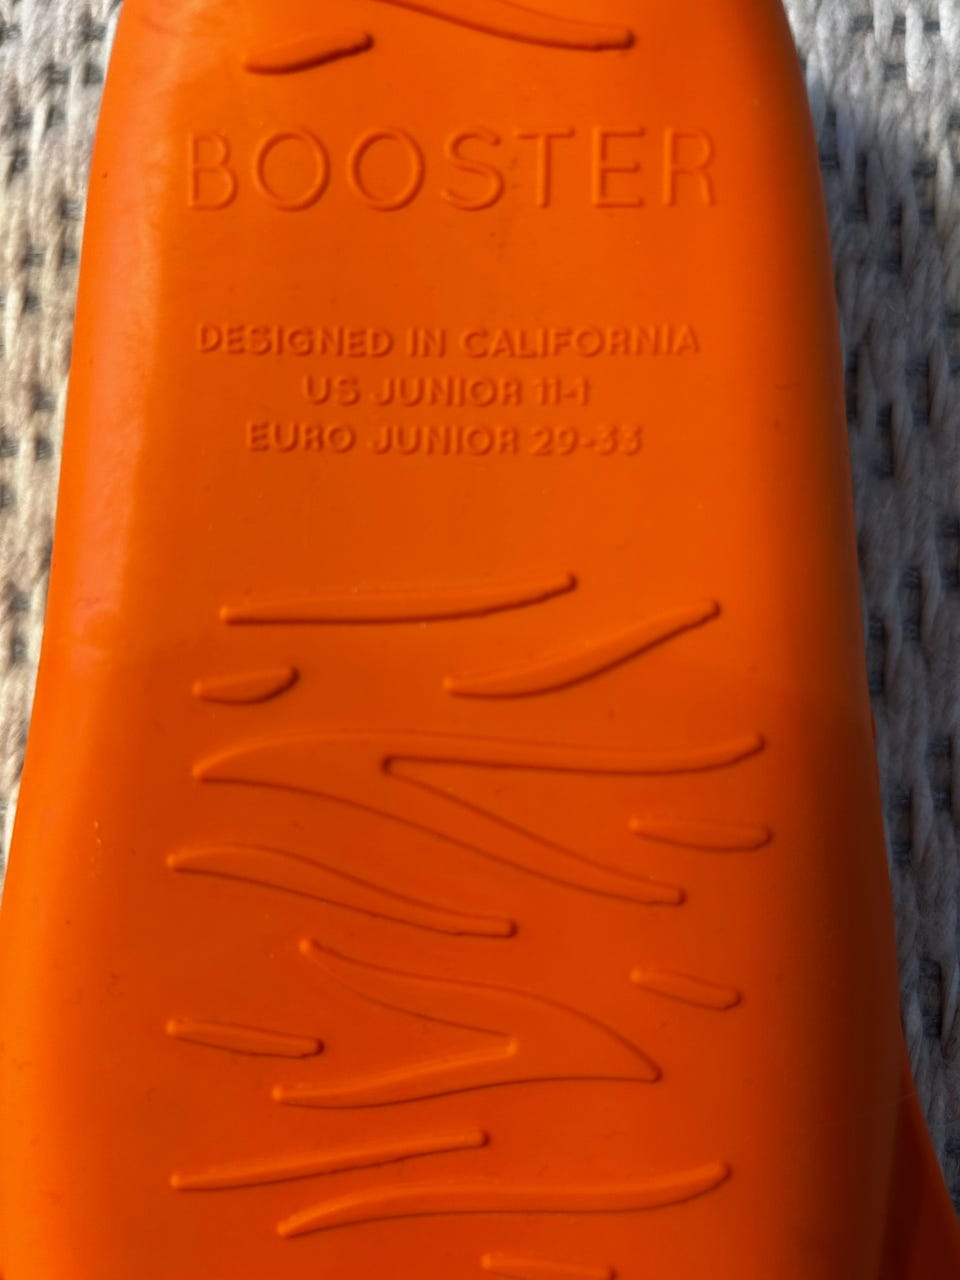 BOOSTER
DESIGNED IN CALIFORNIA
US JUNIOR 11-1
EURO JUNIOR 29-33